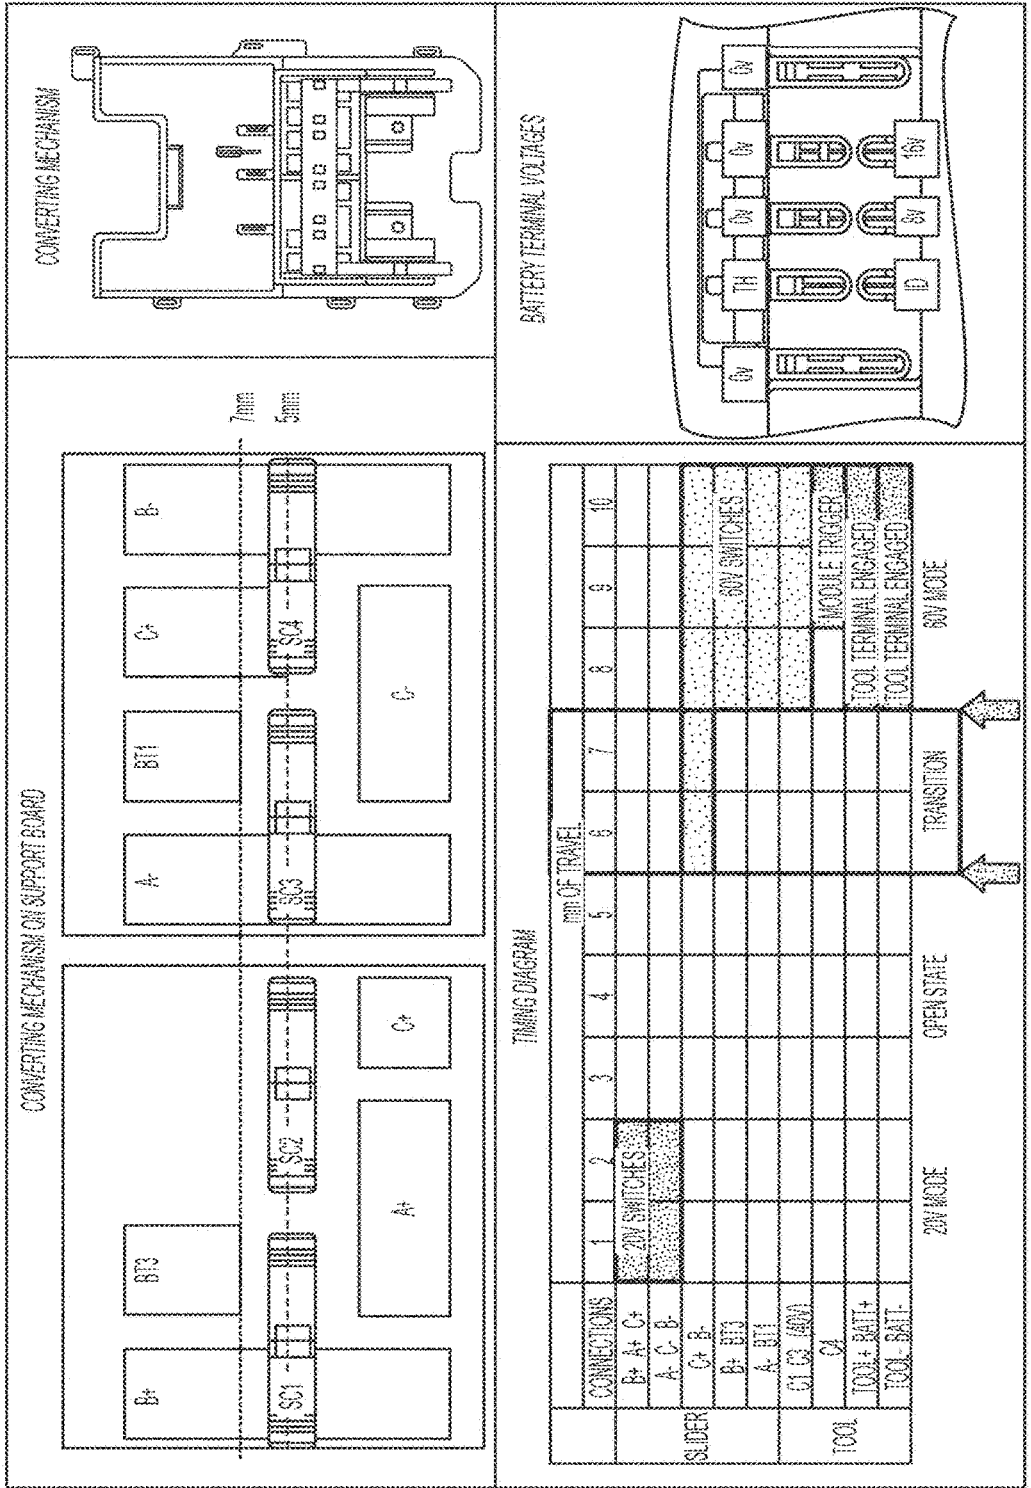 CONVERTING MECHANISM ON SUPPORT BOARD
B+
BT3
A+
C+
SC1
SC2
A-
BT1
C+
B-
C-
SC3
SC4
7mm
5mm
CONVERTING MECHANISM
TIMING DIAGRAM
mm OF TRAVEL
CONNECTIONS 1 2 3 4 5 6 7 8 9 10
SLIDER
B+ A+ C+ 20V SWITCHES
A- C- B-
C+ B-
B+ BT3 60V SWITCHES
A- BT1
TOOL
C1 C3 (40V)
C4 MODULE TRIGGER
TOOL+ BATT+ TOOL TERMINAL ENGAGED
TOOL- BATT- TOOL TERMINAL ENGAGED
20V MODE
OPEN STATE
TRANSITION
60V MODE
BATTERY TERMINAL VOLTAGES
0v TH 0v 0v 0v
ID 8v 16v